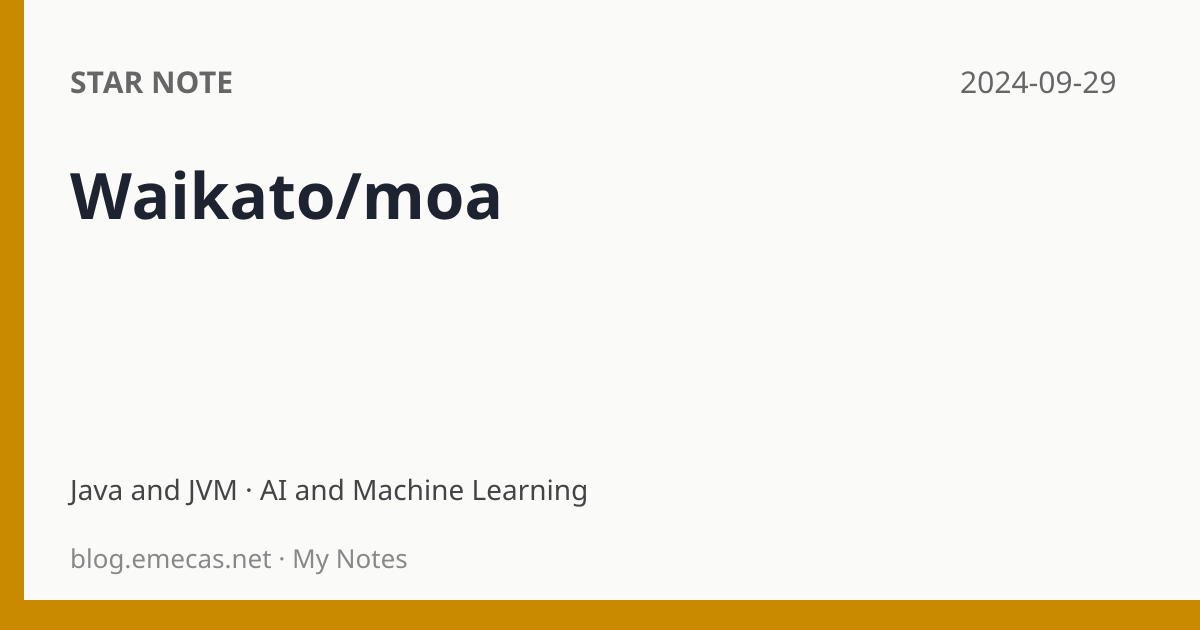 STAR NOTE
2024-09-29
Waikato/moa
Java and JVM · AI and Machine Learning
blog.emecas.net · My Notes